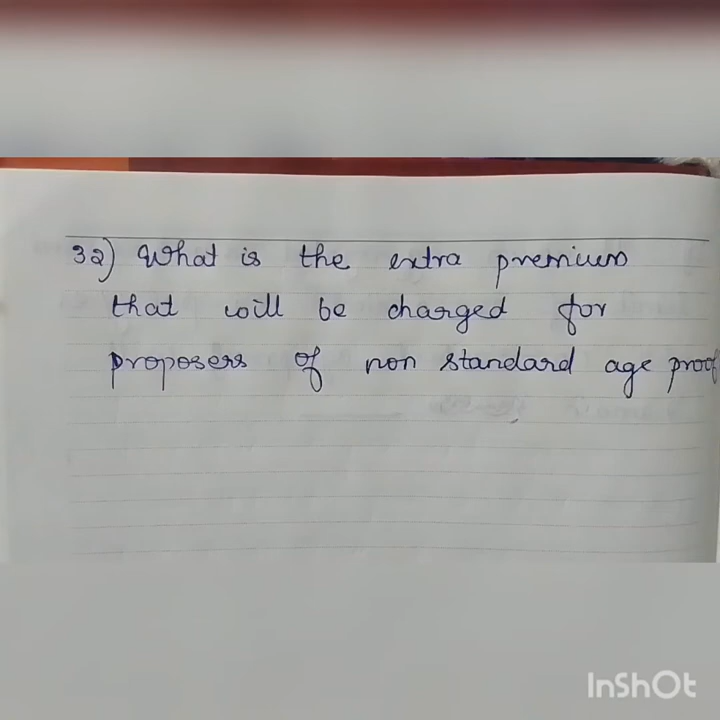 32) What is the extra premium
that will be charged for
proposers of non standard age proof
InShOt